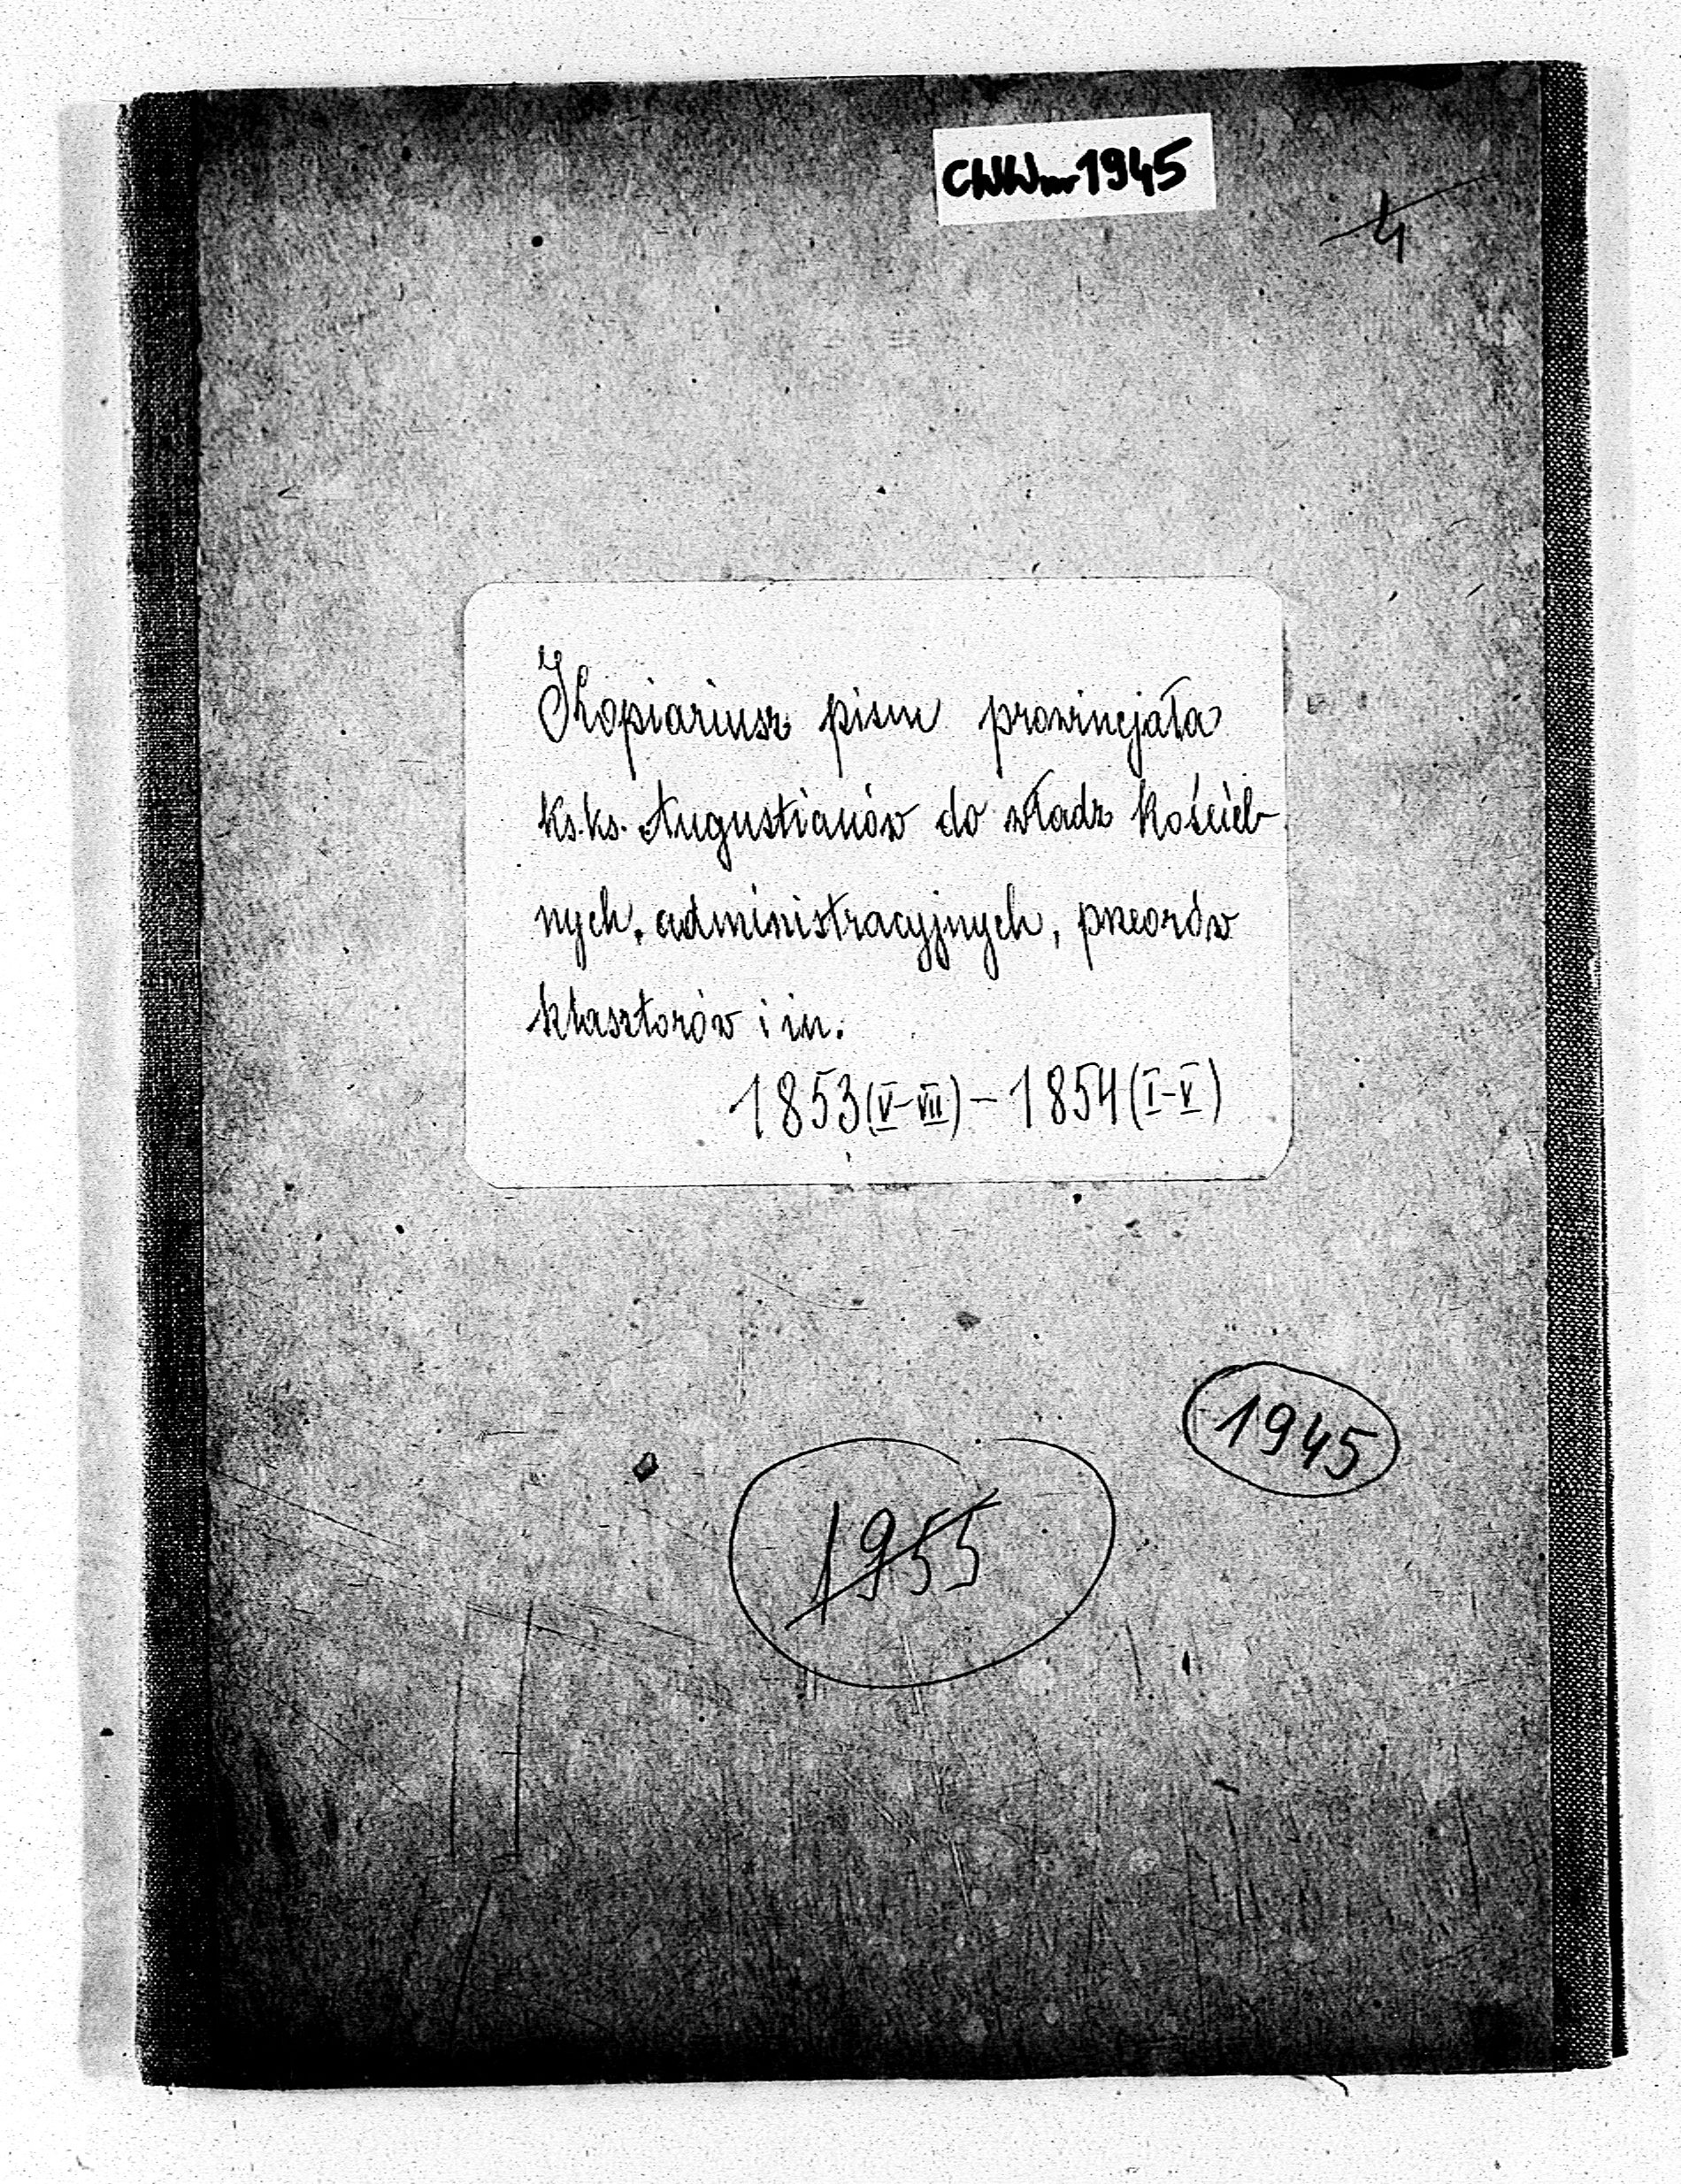 CWW nr 1945
4
Kopiariusz pism prowincjała
ks.ks. Augustianów do władz kościel-
nych, administracyjnych, przeorów
klasztorów i in.
1853(V-VII)-1854(I-V)
1945
1955